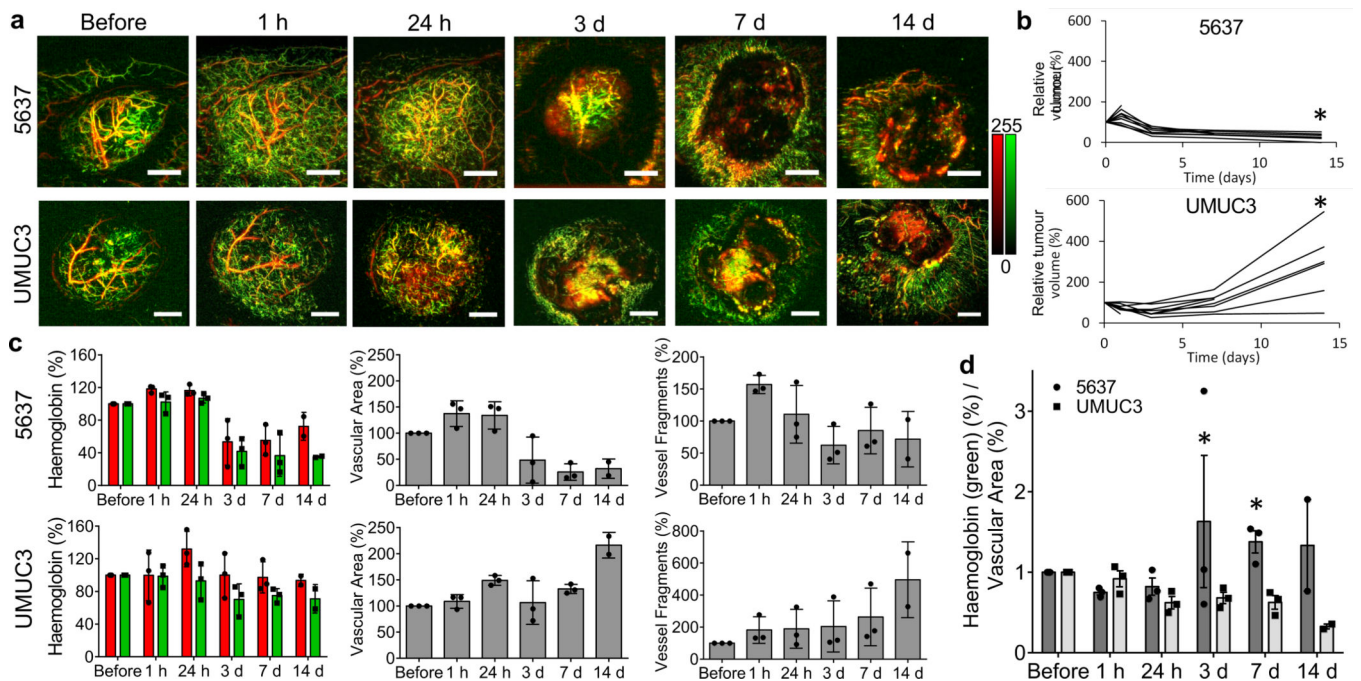 a
Before
1 h
24 h
3 d
7 d
14 d
5637
UMUC3
255
0
b
5637
600
400
200
0
Relative
volume (%)
0
5
10
15
Time (days)
*
UMUC3
600
400
200
0
Relative tumour
volume (%)
0
5
10
15
Time (days)
*
c
5637
Haemoglobin (%)
160
120
80
40
0
Before
1 h
24 h
3 d
7 d
14 d
Vascular Area (%)
250
200
150
100
50
0
Before
1 h
24 h
3 d
7 d
14 d
Vessel Fragments (%)
200
150
100
50
0
Before
1 h
24 h
3 d
7 d
14 d
UMUC3
Haemoglobin (%)
160
120
80
40
0
Before
1 h
24 h
3 d
7 d
14 d
Vascular Area (%)
250
200
150
100
50
0
Before
1 h
24 h
3 d
7 d
14 d
Vessel Fragments (%)
800
600
400
200
0
Before
1 h
24 h
3 d
7 d
14 d
d
Haemoglobin (green) (%) /
Vascular Area (%)
5637
UMUC3
3
2
1
0
*
*
Before
1 h
24 h
3 d
7 d
14 d